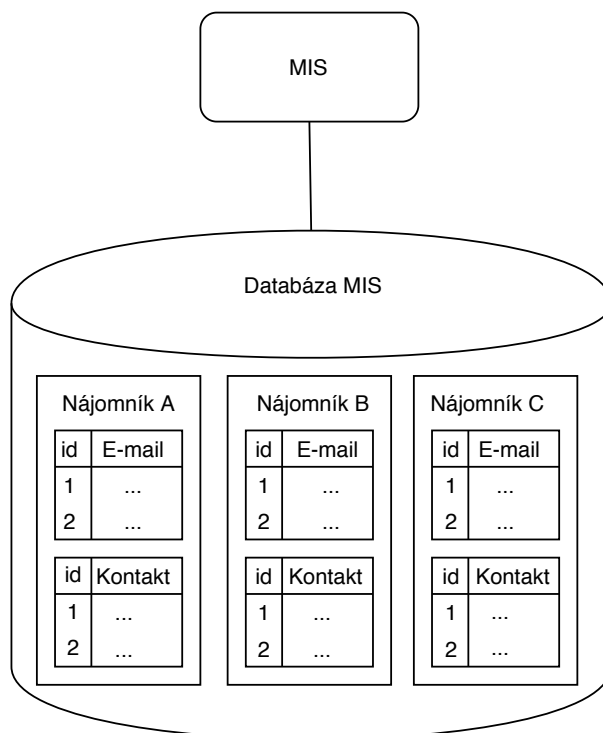 MIS
Databáza MIS
Nájomník A
id E-mail
1 ...
2 ...
id Kontakt
1 ...
2 ...
Nájomník B
id E-mail
1 ...
2 ...
id Kontakt
1 ...
2 ...
Nájomník C
id E-mail
1 ...
2 ...
id Kontakt
1 ...
2 ...